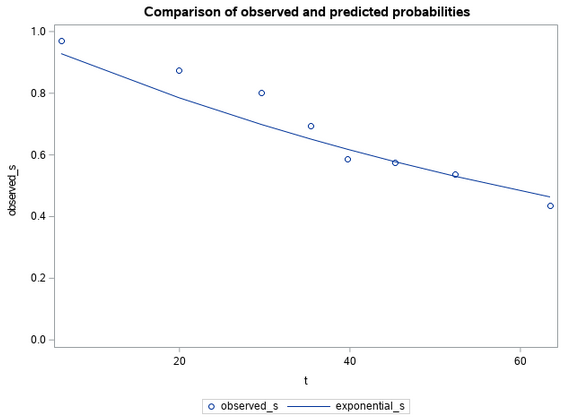 Comparison of observed and predicted probabilities
1.0
0.8
0.6
0.4
0.2
0.0
observed_s
20 40 60
t
observed_s exponential_s